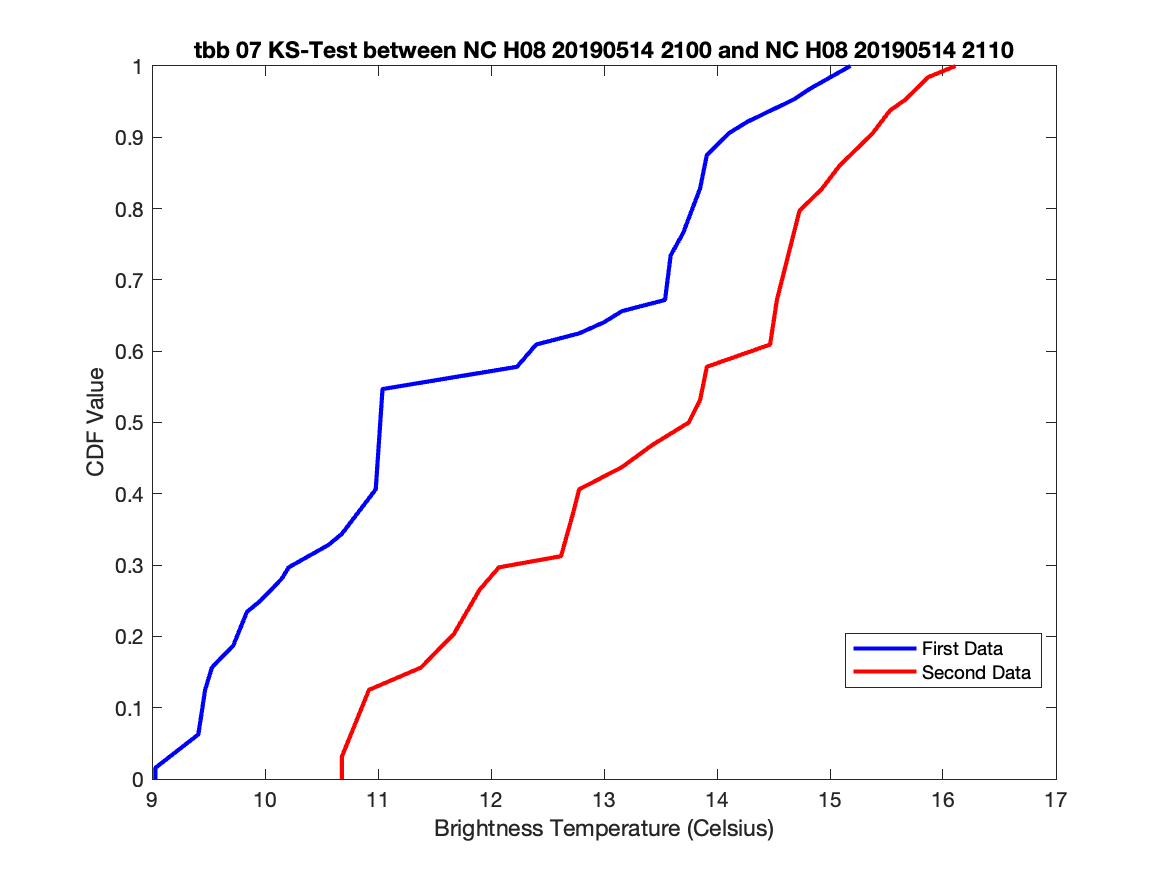 tbb 07 KS-Test between NC H08 20190514 2100 and NC H08 20190514 2110
1
0.9
0.8
0.7
0.6
0.5
0.4
0.3
0.2
0.1
0
CDF Value
First Data
Second Data
9 10 11 12 13 14 15 16 17
Brightness Temperature (Celsius)